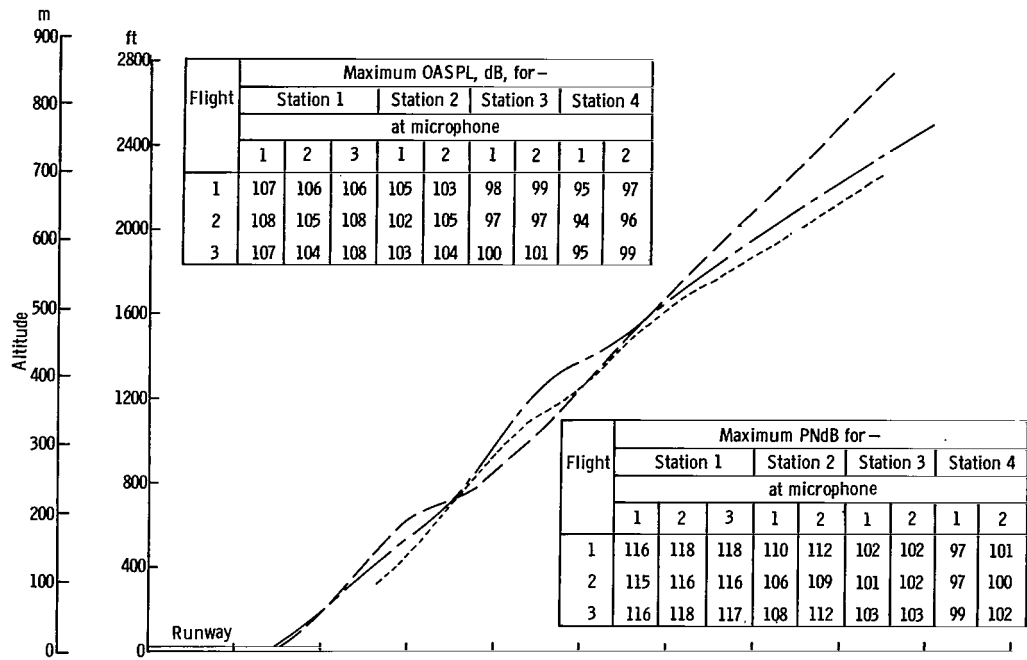 m
900
800
700
600
500
400
300
200
100
0
Altitude
ft
2800
2400
2000
1600
1200
800
400
0
Runway
Flight Maximum OASPL, dB, for—
Station 1 Station 2 Station 3 Station 4
at microphone
1 2 3 1 2 1 2 1 2
1 107 106 106 105 103 98 99 95 97
2 108 105 108 102 105 97 97 94 96
3 107 104 108 103 104 100 101 95 99
Flight Maximum PNdB for—
Station 1 Station 2 Station 3 Station 4
at microphone
1 2 3 1 2 1 2 1 2
1 116 118 118 110 112 102 102 97 101
2 115 116 116 106 109 101 102 97 100
3 116 118 117 108 112 103 103 99 102